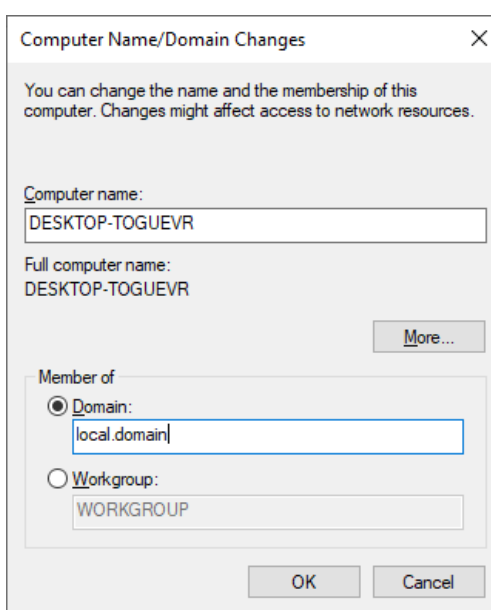 Computer Name/Domain Changes
You can change the name and the membership of this
computer. Changes might affect access to network resources.
Computer name:
DESKTOP-TOGUEVR
Full computer name:
DESKTOP-TOGUEVR
More...
Member of
Domain:
local.domain
Workgroup:
WORKGROUP
OK
Cancel